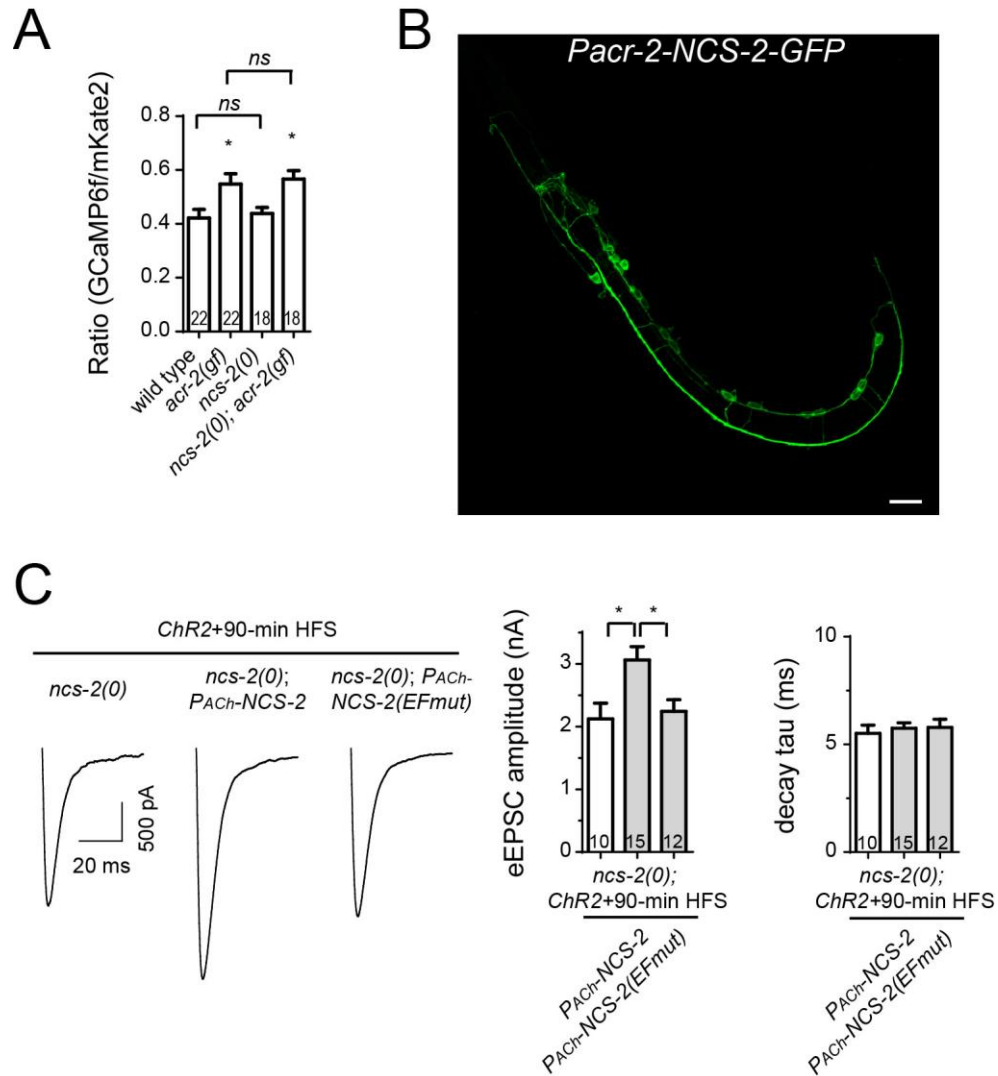 A
ns
ns
*
*
0.8
0.6
0.4
0.2
0.0
Ratio (GCaMP6f/mKate2)
22
22
18
18
wild type
acr-2(gf)
ncs-2(0)
ncs-2(0); acr-2(gf)
B
Pacr-2-NCS-2-GFP
C
ChR2+90-min HFS
ncs-2(0)
ncs-2(0);
PACh-NCS-2
ncs-2(0); PACh-
NCS-2(EFmut)
500 pA
20 ms
*
*
eEPSC amplitude (nA)
3
2
1
0
10
15
12
ncs-2(0);
ChR2+90-min HFS
PACh-NCS-2
PACh-NCS-2(EFmut)
decay tau (ms)
10
5
0
10
15
12
ncs-2(0);
ChR2+90-min HFS
PACh-NCS-2
PACh-NCS-2(EFmut)